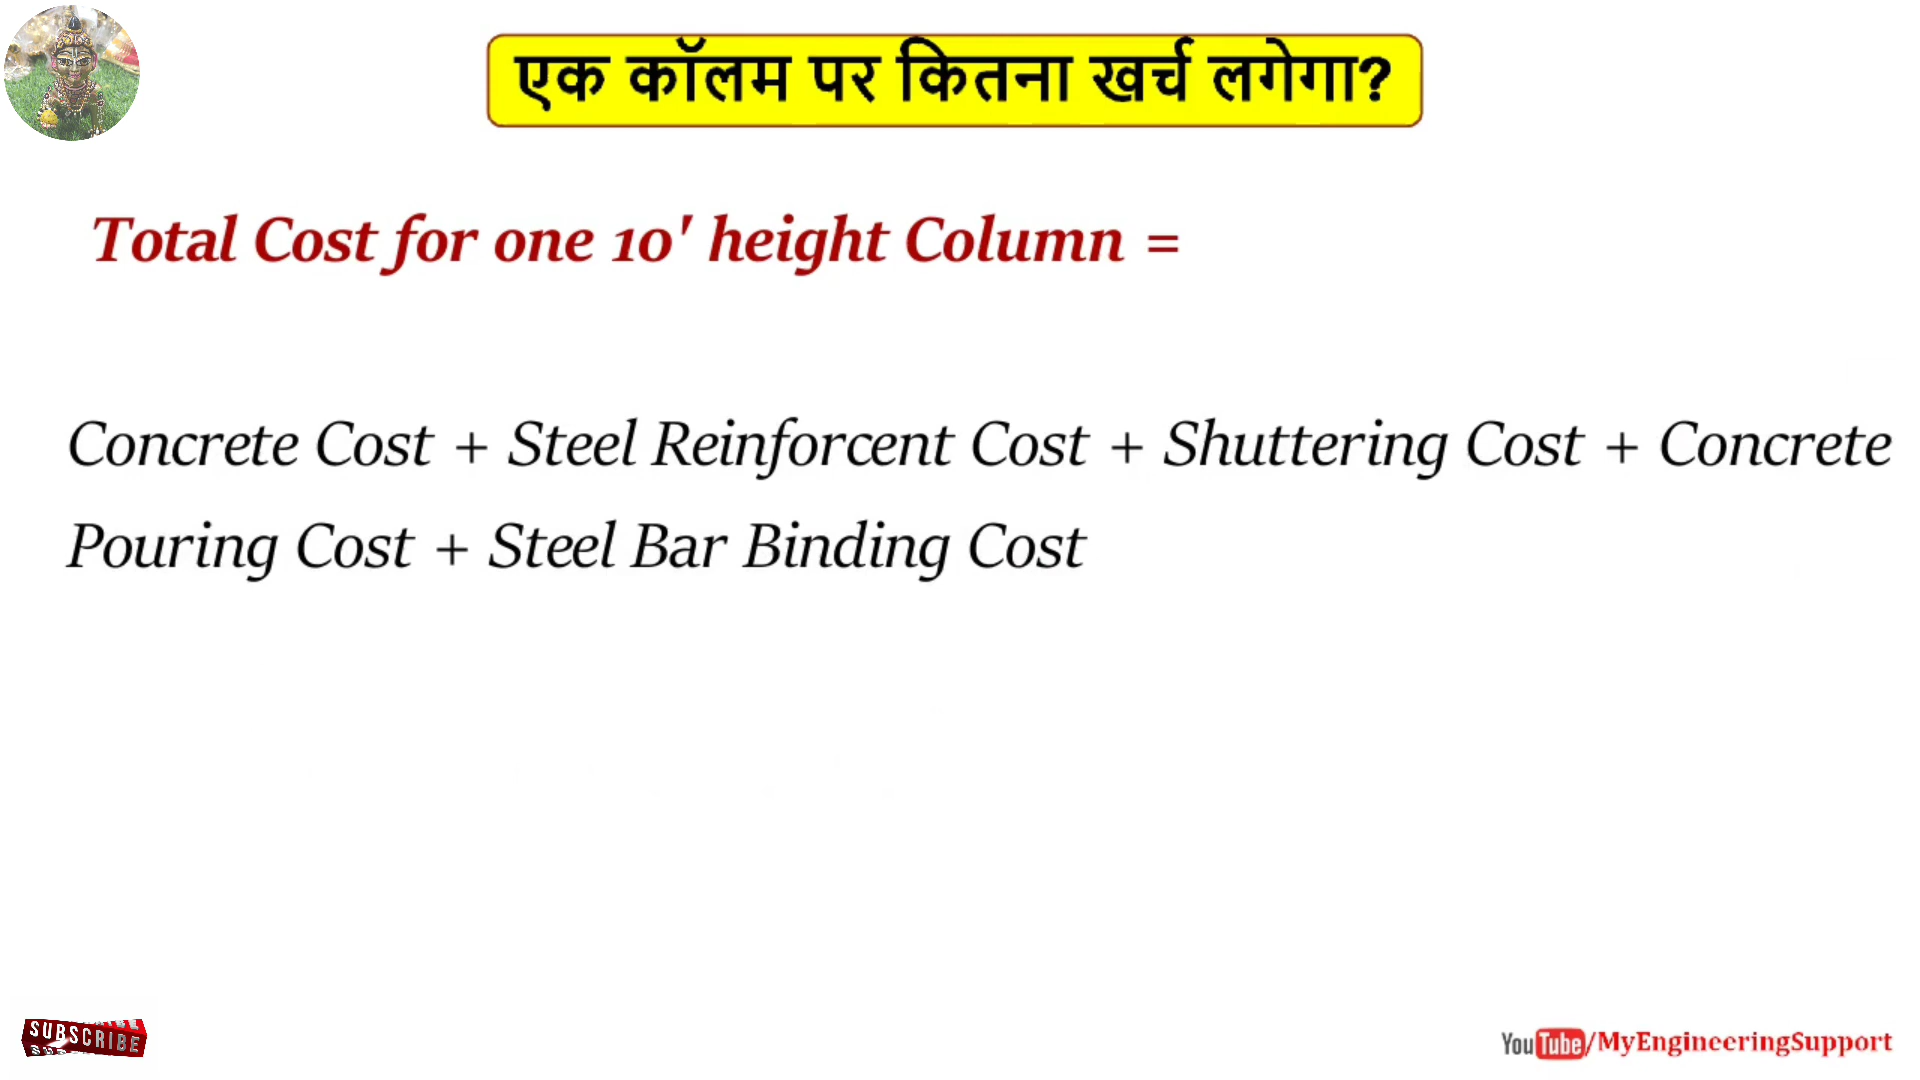 एक कॉलम पर कितना खर्च लगेगा?
Total Cost for one 10' height Column =
Concrete Cost + Steel Reinforcent Cost + Shuttering Cost + Concrete
Pouring Cost + Steel Bar Binding Cost
SUBSCRIBE
YouTube/MyEngineeringSupport